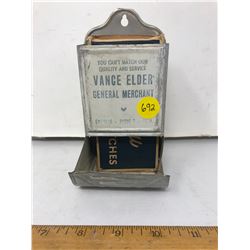 YOU CAN'T MATCH OUR
QUALITY AND SERVICE
VANCE ELDER
GENERAL MERCHANT
692
CHES